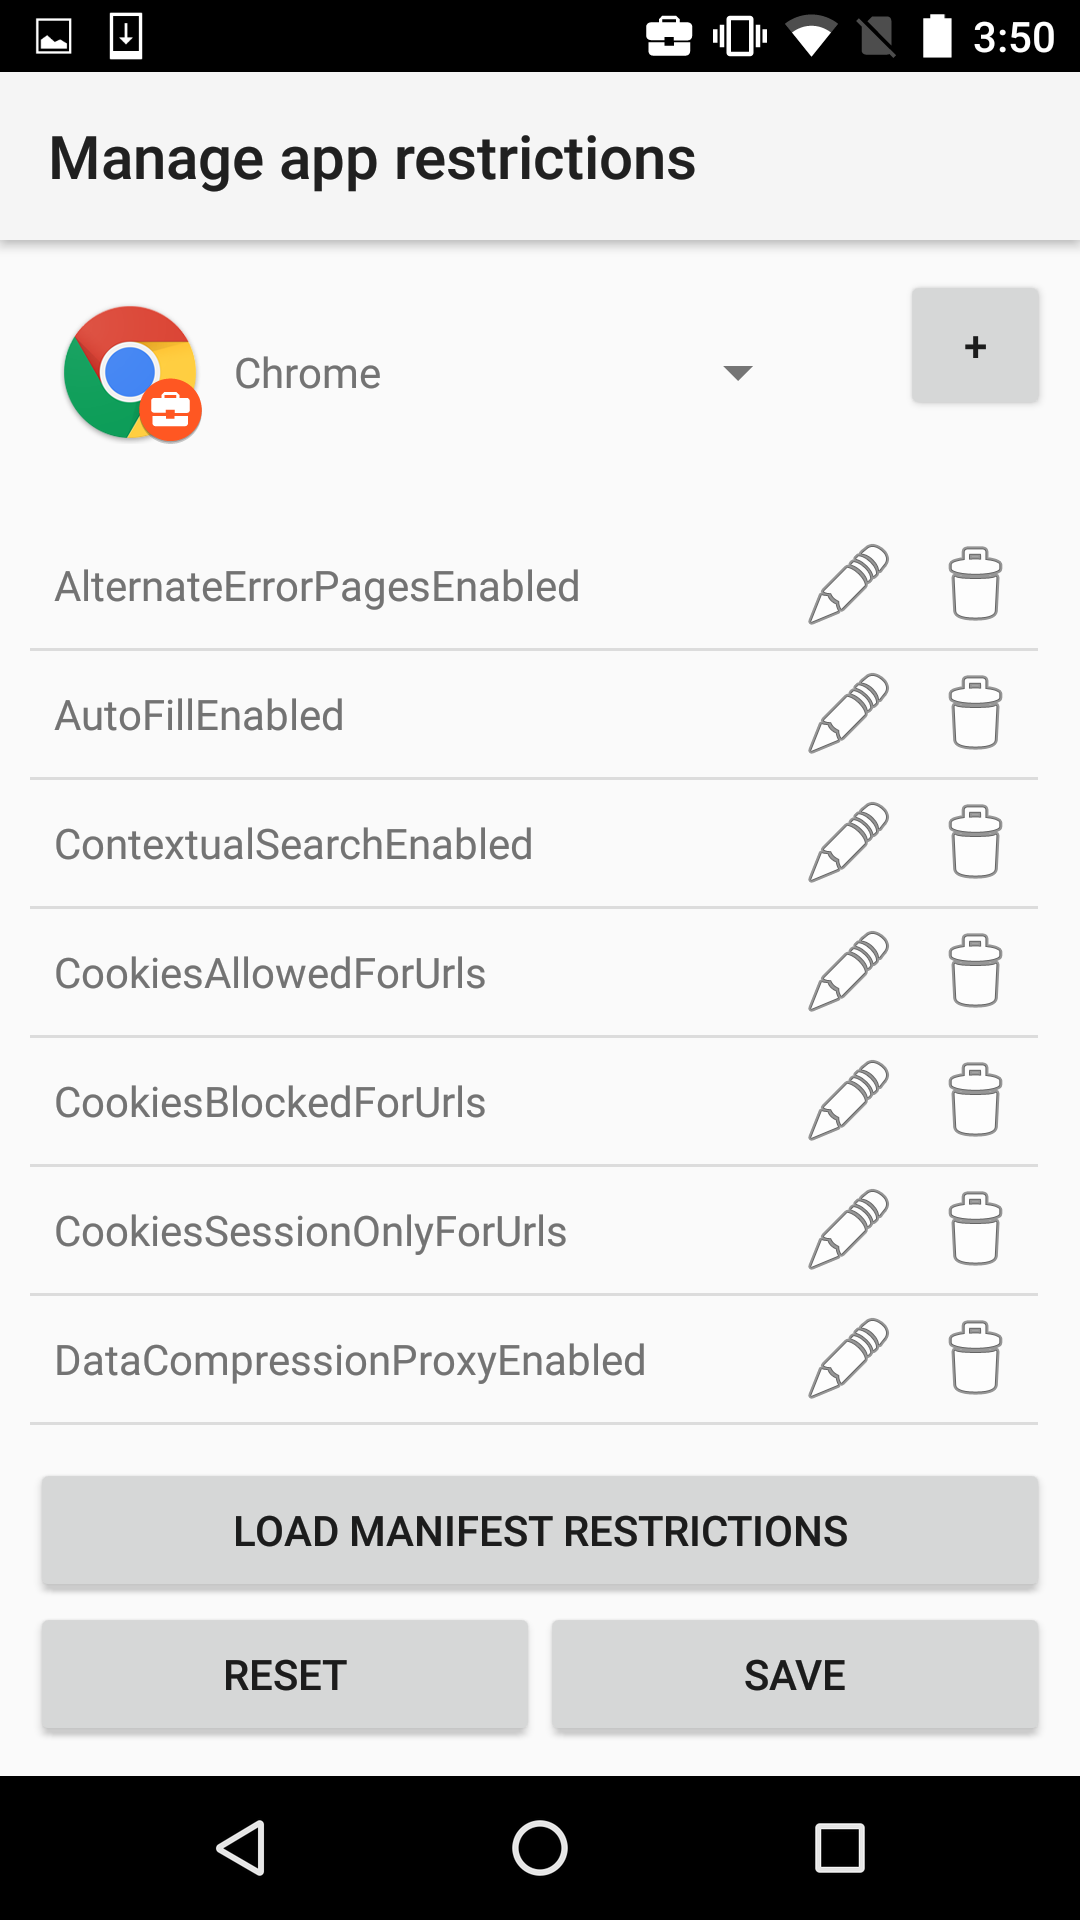 3:50
Manage app restrictions
Chrome
+
AlternateErrorPagesEnabled
AutoFillEnabled
ContextualSearchEnabled
CookiesAllowedForUrls
CookiesBlockedForUrls
CookiesSessionOnlyForUrls
DataCompressionProxyEnabled
LOAD MANIFEST RESTRICTIONS
RESET SAVE